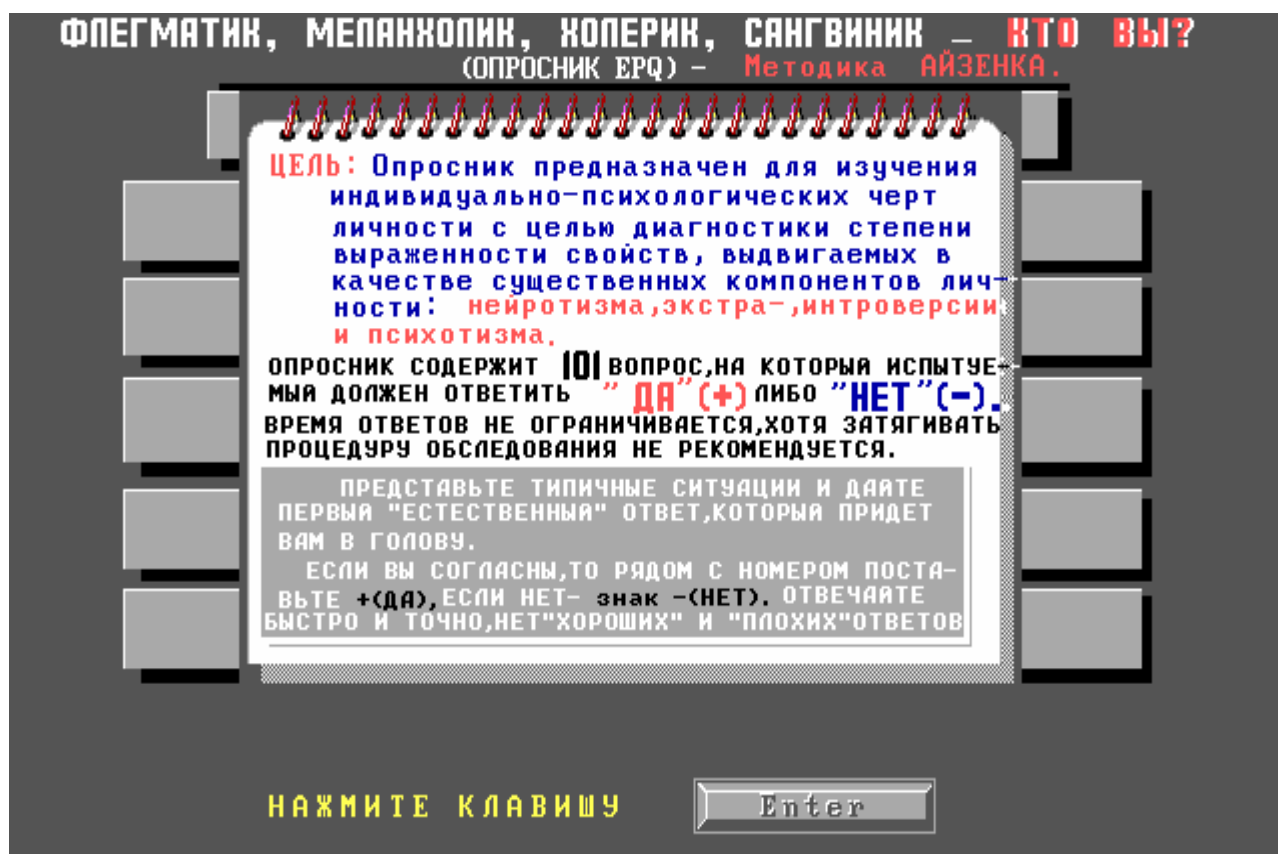 ФЛЕГМАТИК, МЕЛАНХОЛИК, ХОЛЕРИК, САНГВИНИК – КТО ВЫ?
(ОПРОСНИК EPQ) – Методика АЙЗЕНКА.
ЦЕЛЬ: Опросник предназначен для изучения
индивидуально-психологических черт
личности с целью диагностики степени
выраженности свойств, выдвигаемых в
качестве существенных компонентов лич-
ности: нейротизма,экстра-,интроверсии
и психотизма.
ОПРОСНИК СОДЕРЖИТ 101 ВОПРОС,НА КОТОРЫЙ ИСПЫТУЕ-
МЫЙ ДОЛЖЕН ОТВЕТИТЬ "ДА"(+) ЛИБО "НЕТ"(-).
ВРЕМЯ ОТВЕТОВ НЕ ОГРАНИЧИВАЕТСЯ,ХОТЯ ЗАТЯГИВАТЬ
ПРОЦЕДУРУ ОБСЛЕДОВАНИЯ НЕ РЕКОМЕНДУЕТСЯ.
ПРЕДСТАВЬТЕ ТИПИЧНЫЕ СИТУАЦИИ И ДАЙТЕ
ПЕРВЫЙ "ЕСТЕСТВЕННЫЙ" ОТВЕТ,КОТОРЫЙ ПРИДЕТ
ВАМ В ГОЛОВУ.
ЕСЛИ ВЫ СОГЛАСНЫ,ТО РЯДОМ С НОМЕРОМ ПОСТА-
ВЬТЕ +(ДА), ЕСЛИ НЕТ- знак -(НЕТ). ОТВЕЧАЙТЕ
БЫСТРО И ТОЧНО,НЕТ"ХОРОШИХ" И "ПЛОХИХ"ОТВЕТОВ
НАЖМИТЕ КЛАВИШУ Enter